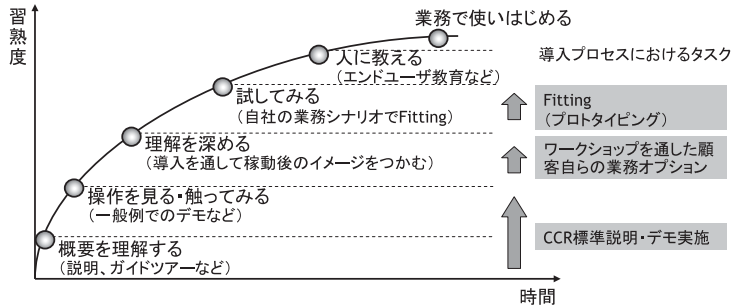 習熟度
業務で使いはじめる
人に教える
(エンドユーザ教育など)
試してみる
(自社の業務シナリオでFitting)
理解を深める
(導入を通して稼動後のイメージをつかむ)
操作を見る・触ってみる
(一般例でのデモなど)
概要を理解する
(説明、ガイドツアーなど)
時間
導入プロセスにおけるタスク
Fitting
(プロトタイピング)
ワークショップを通した顧
客自らの業務オプション
CCR標準説明・デモ実施